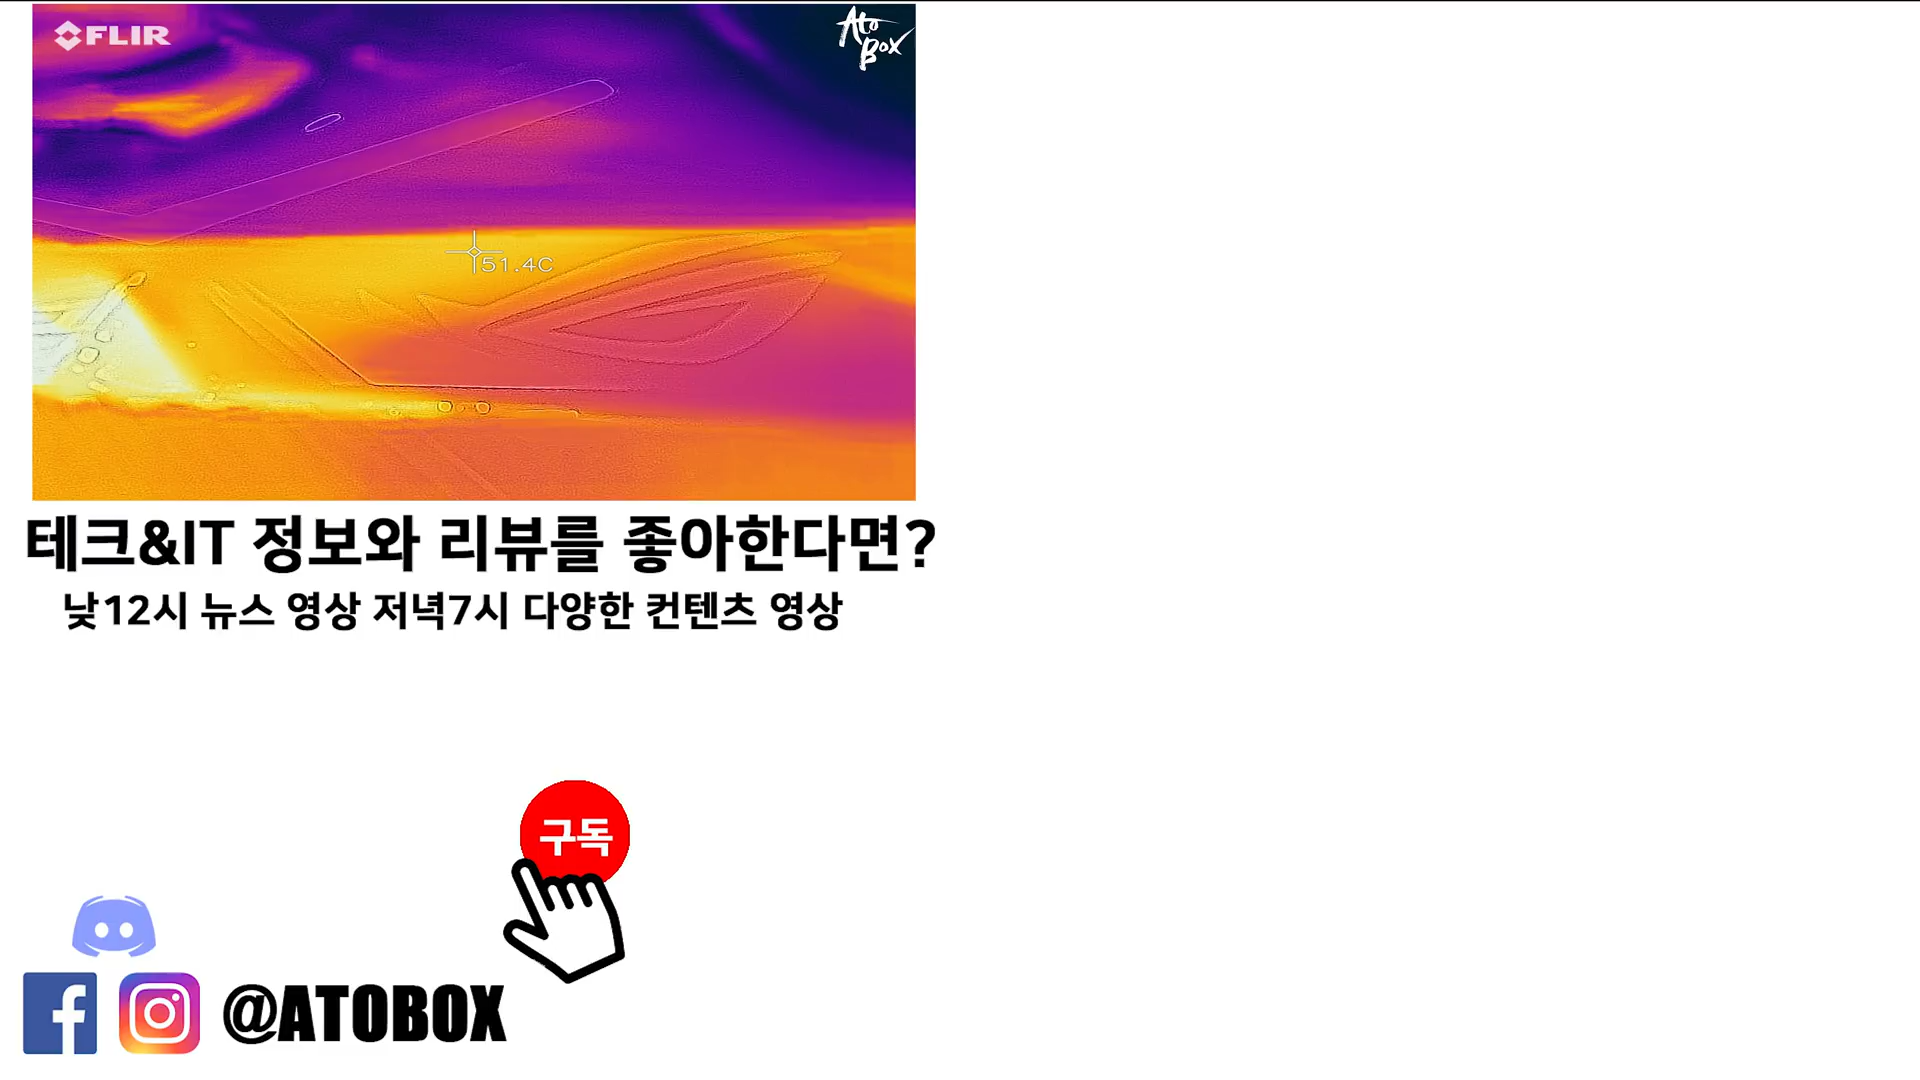 FLIR
Ato
Box
51.4C
테크&IT 정보와 리뷰를 좋아한다면?
낮12시 뉴스 영상 저녁7시 다양한 컨텐츠 영상
구독
@ATOBOX